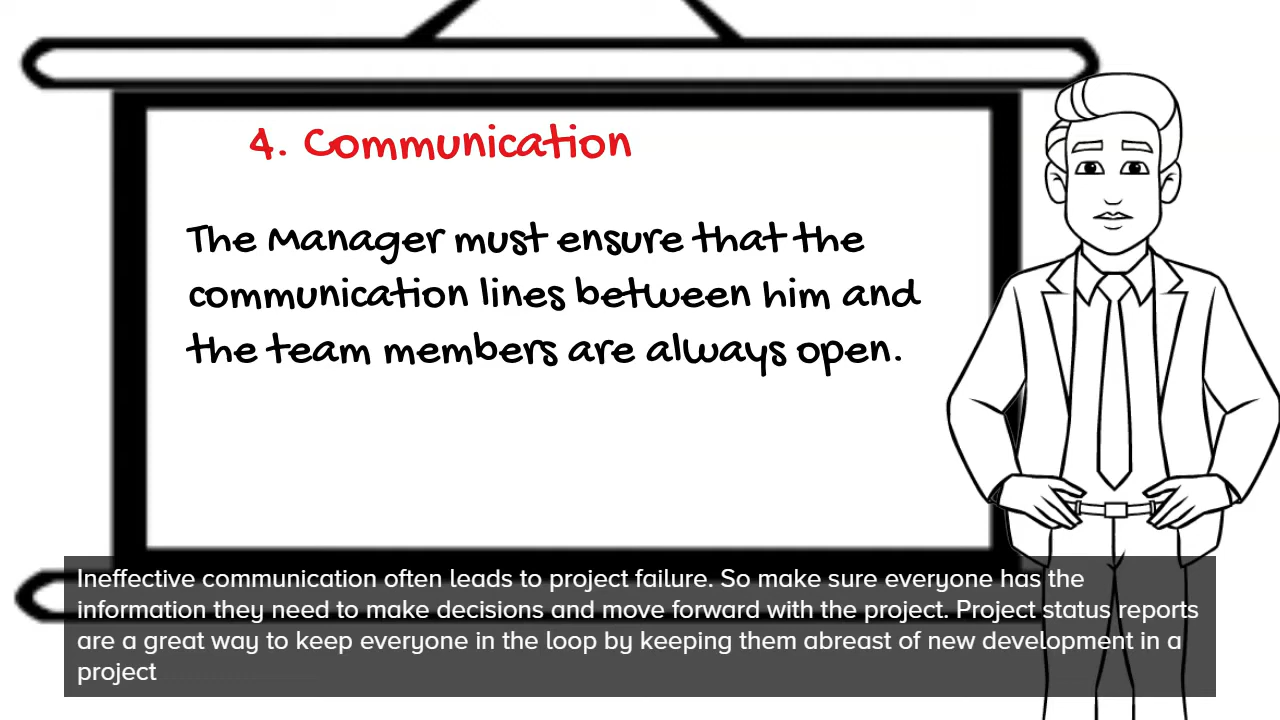 4. Communication
The Manager must ensure that the
communication lines between him and
the team members are always open.
Ineffective communication often leads to project failure. So make sure everyone has the
information they need to make decisions and move forward with the project. Project status reports
are a great way to keep everyone in the loop by keeping them abreast of new development in a
project